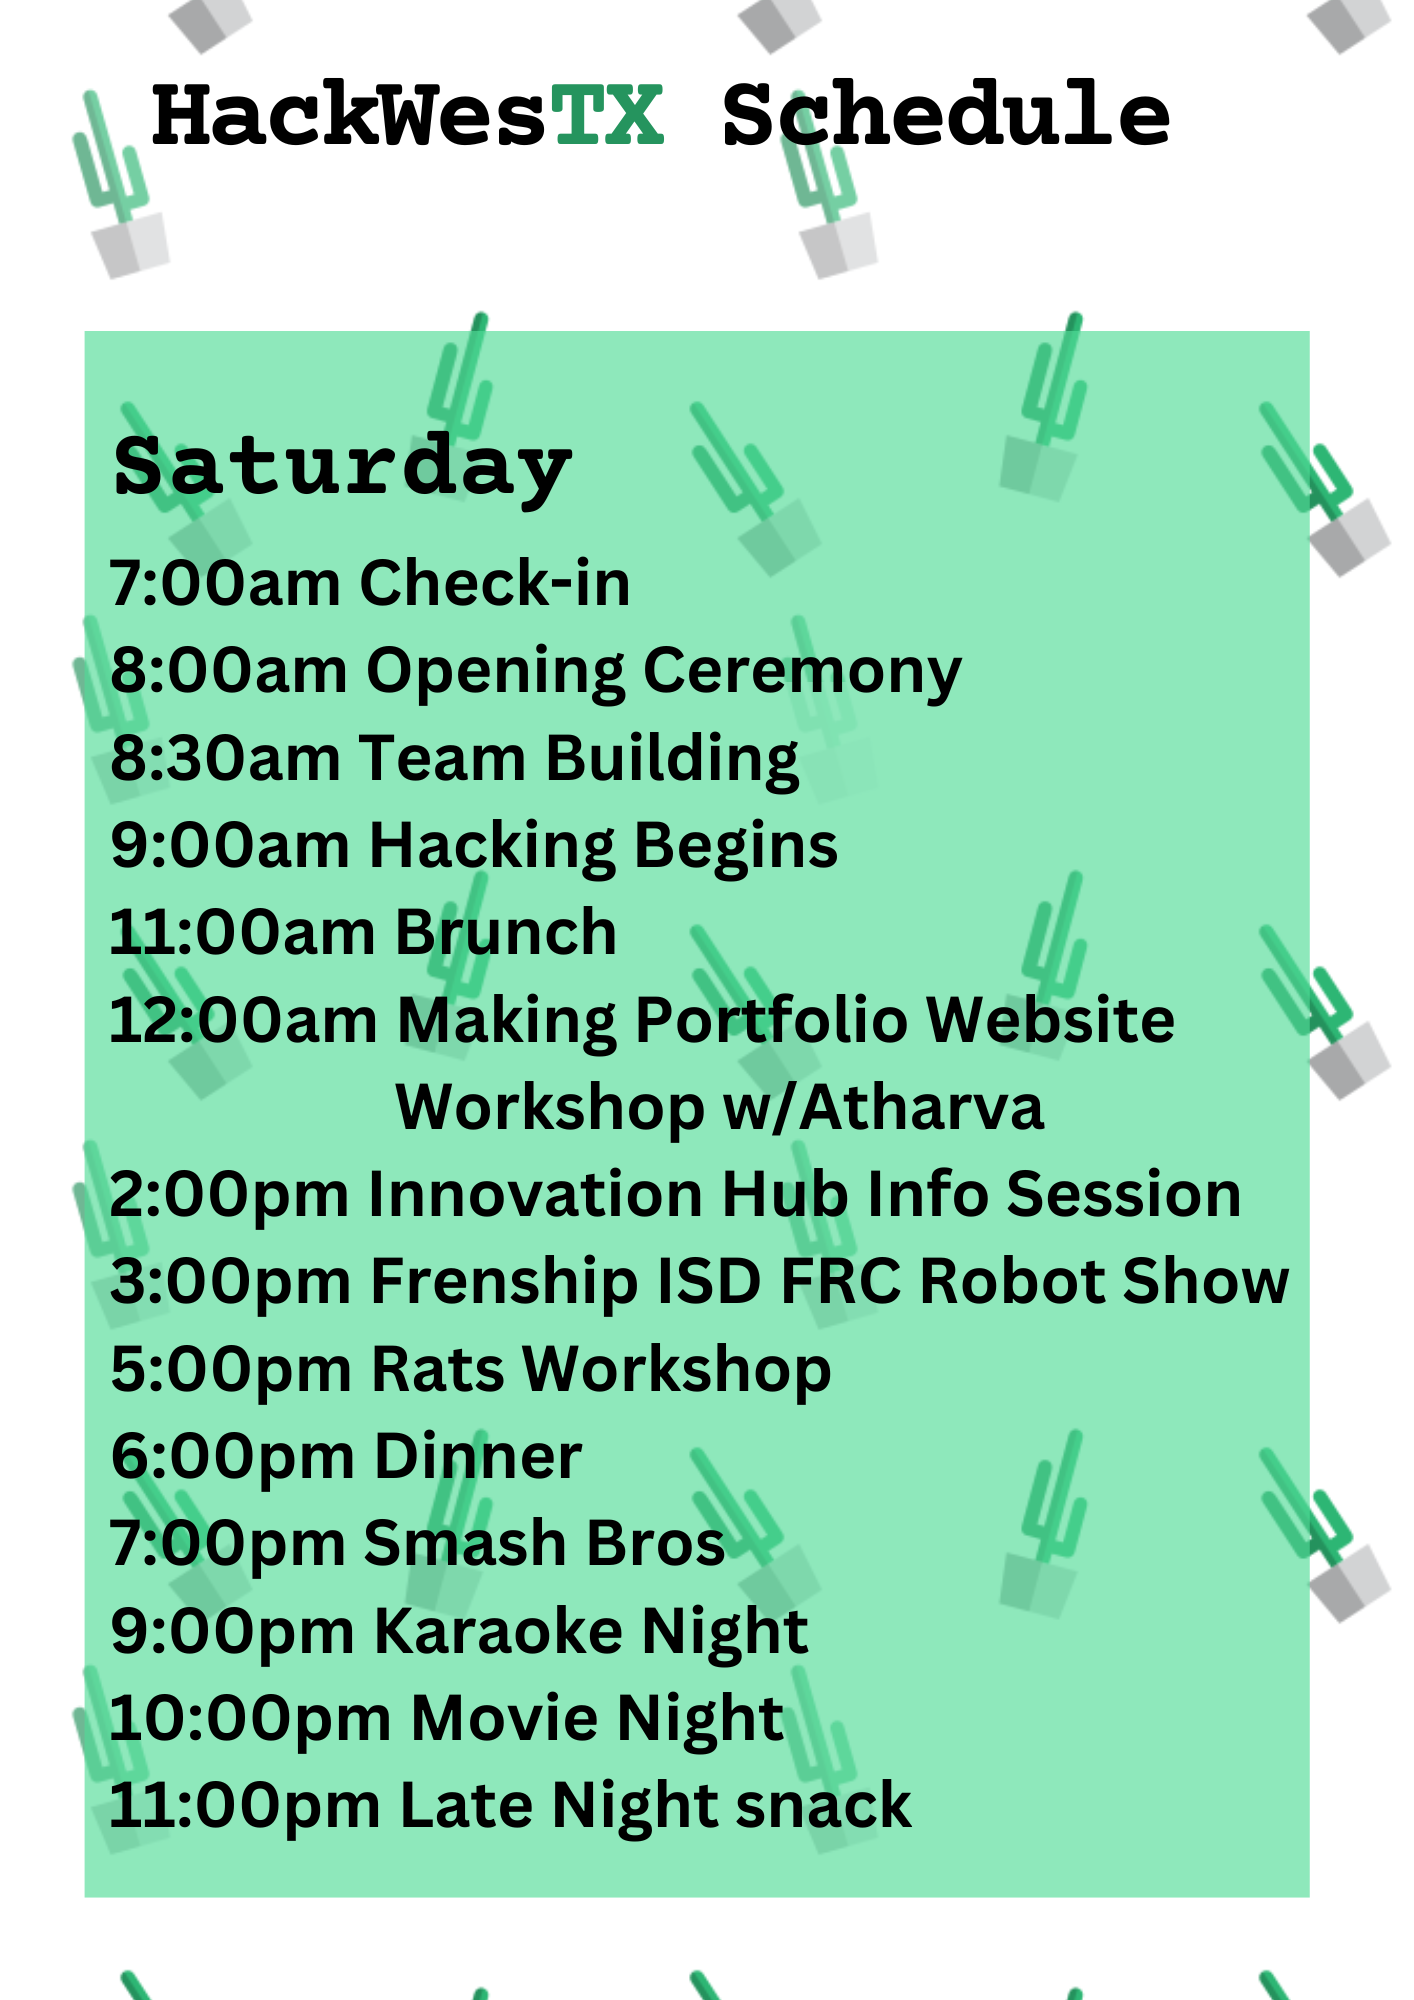 HackWesTX Schedule
Saturday
7:00am Check-in
8:00am Opening Ceremony
8:30am Team Building
9:00am Hacking Begins
11:00am Brunch
12:00am Making Portfolio Website
Workshop w/Atharva
2:00pm Innovation Hub Info Session
3:00pm Frenship ISD FRC Robot Show
5:00pm Rats Workshop
6:00pm Dinner
7:00pm Smash Bros
9:00pm Karaoke Night
10:00pm Movie Night
11:00pm Late Night snack